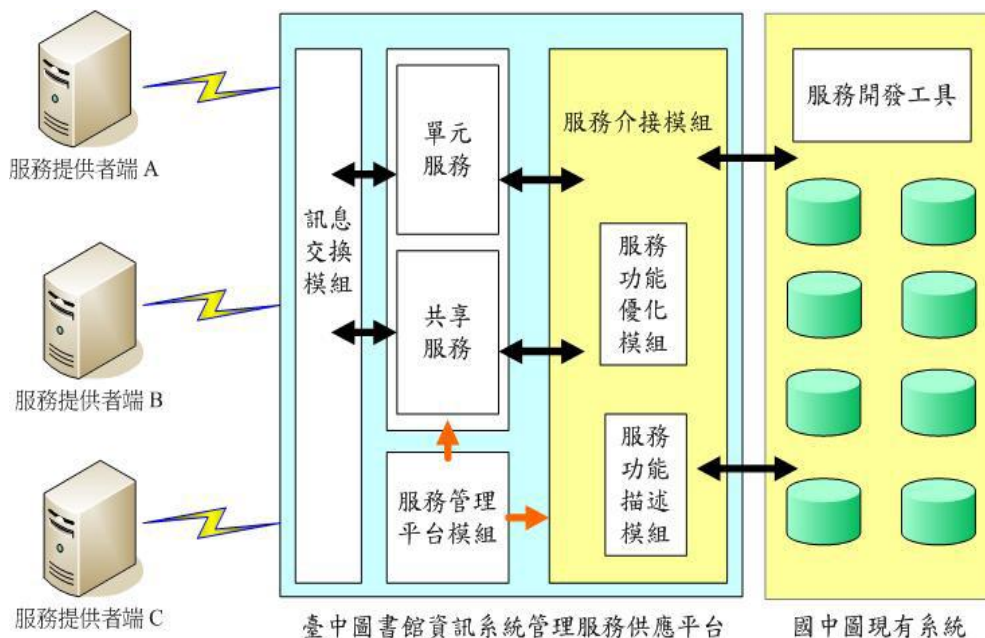 服務提供者端 A
服務提供者端 B
服務提供者端 C
訊息
交換
模組
單元
服務
共享
服務
服務管理
平台模組
服務介接模組
服務
功能
優化
模組
服務
功能
描述
模組
臺中圖書館資訊系統管理服務供應平台
服務開發工具
國中圖現有系統